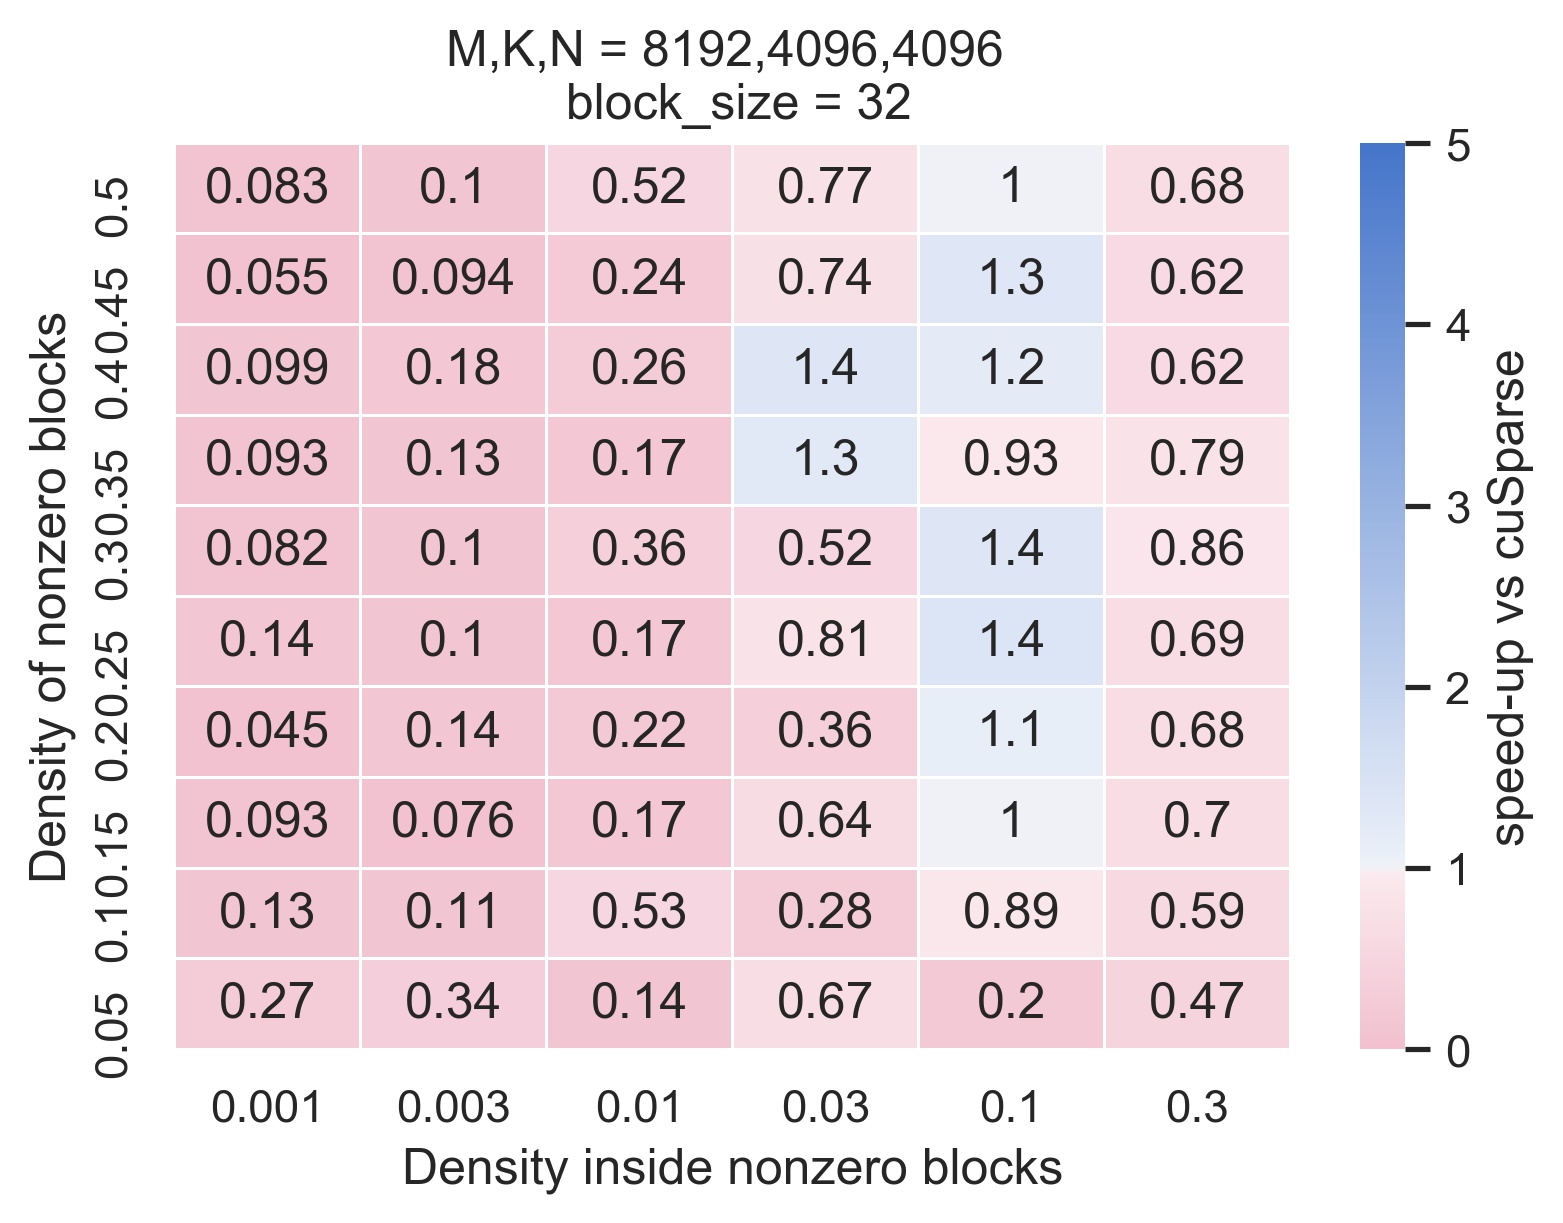 M,K,N = 8192,4096,4096
block_size = 32
Density of nonzero blocks
0.5 0.083 0.1 0.52 0.77 1 0.68
0.45 0.055 0.094 0.24 0.74 1.3 0.62
0.4 0.099 0.18 0.26 1.4 1.2 0.62
0.35 0.093 0.13 0.17 1.3 0.93 0.79
0.30 0.082 0.1 0.36 0.52 1.4 0.86
0.25 0.14 0.1 0.17 0.81 1.4 0.69
0.20 0.045 0.14 0.22 0.36 1.1 0.68
0.15 0.093 0.076 0.17 0.64 1 0.7
0.10 0.13 0.11 0.53 0.28 0.89 0.59
0.05 0.27 0.34 0.14 0.67 0.2 0.47
0.001 0.003 0.01 0.03 0.1 0.3
Density inside nonzero blocks
5
4
3
2
1
0
speed-up vs cuSparse